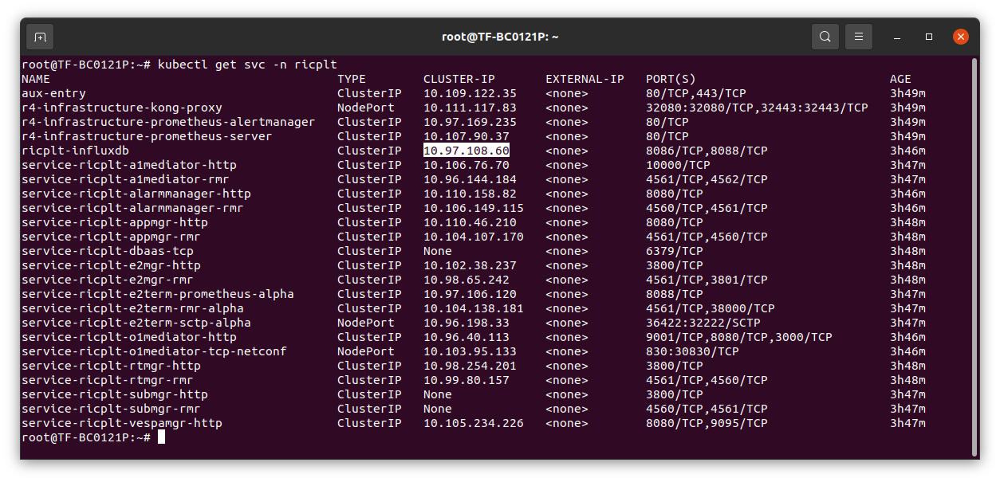 root@TF-BC0121P: ~
root@TF-BC0121P:~# kubectl get svc -n ricplt
NAME TYPE CLUSTER-IP EXTERNAL-IP PORT(S) AGE
aux-entry ClusterIP 10.109.122.35 <none> 80/TCP,443/TCP 3h49m
r4-infrastructure-kong-proxy NodePort 10.111.117.83 <none> 32080:32080/TCP,32443:32443/TCP 3h49m
r4-infrastructure-prometheus-alertmanager ClusterIP 10.97.169.235 <none> 80/TCP 3h49m
r4-infrastructure-prometheus-server ClusterIP 10.107.90.37 <none> 80/TCP 3h49m
ricplt-influxdb ClusterIP 10.97.108.60 <none> 8086/TCP,8088/TCP 3h46m
service-ricplt-a1mediator-http ClusterIP 10.106.76.70 <none> 10000/TCP 3h47m
service-ricplt-a1mediator-rmr ClusterIP 10.96.144.184 <none> 4561/TCP,4562/TCP 3h47m
service-ricplt-alarmmanager-http ClusterIP 10.110.158.82 <none> 8080/TCP 3h46m
service-ricplt-alarmmanager-rmr ClusterIP 10.106.149.115 <none> 4560/TCP,4561/TCP 3h46m
service-ricplt-appmgr-http ClusterIP 10.110.46.210 <none> 8080/TCP 3h48m
service-ricplt-appmgr-rmr ClusterIP 10.104.107.170 <none> 4561/TCP,4560/TCP 3h48m
service-ricplt-dbaas-tcp ClusterIP None <none> 6379/TCP 3h48m
service-ricplt-e2mgr-http ClusterIP 10.102.38.237 <none> 3800/TCP 3h48m
service-ricplt-e2mgr-rmr ClusterIP 10.98.65.242 <none> 4561/TCP,3801/TCP 3h48m
service-ricplt-e2term-prometheus-alpha ClusterIP 10.97.106.120 <none> 8088/TCP 3h47m
service-ricplt-e2term-rmr-alpha ClusterIP 10.104.138.181 <none> 4561/TCP,38000/TCP 3h47m
service-ricplt-e2term-sctp-alpha NodePort 10.96.198.33 <none> 36422:32222/SCTP 3h47m
service-ricplt-o1mediator-http ClusterIP 10.96.40.113 <none> 9001/TCP,8080/TCP,3000/TCP 3h46m
service-ricplt-o1mediator-tcp-netconf NodePort 10.103.95.133 <none> 830:30830/TCP 3h46m
service-ricplt-rtmgr-http ClusterIP 10.98.254.201 <none> 3800/TCP 3h48m
service-ricplt-rtmgr-rmr ClusterIP 10.99.80.157 <none> 4561/TCP,4560/TCP 3h48m
service-ricplt-submgr-http ClusterIP None <none> 3800/TCP 3h47m
service-ricplt-submgr-rmr ClusterIP None <none> 4560/TCP,4561/TCP 3h47m
service-ricplt-vespamgr-http ClusterIP 10.105.234.226 <none> 8080/TCP,9095/TCP 3h47m
root@TF-BC0121P:~#